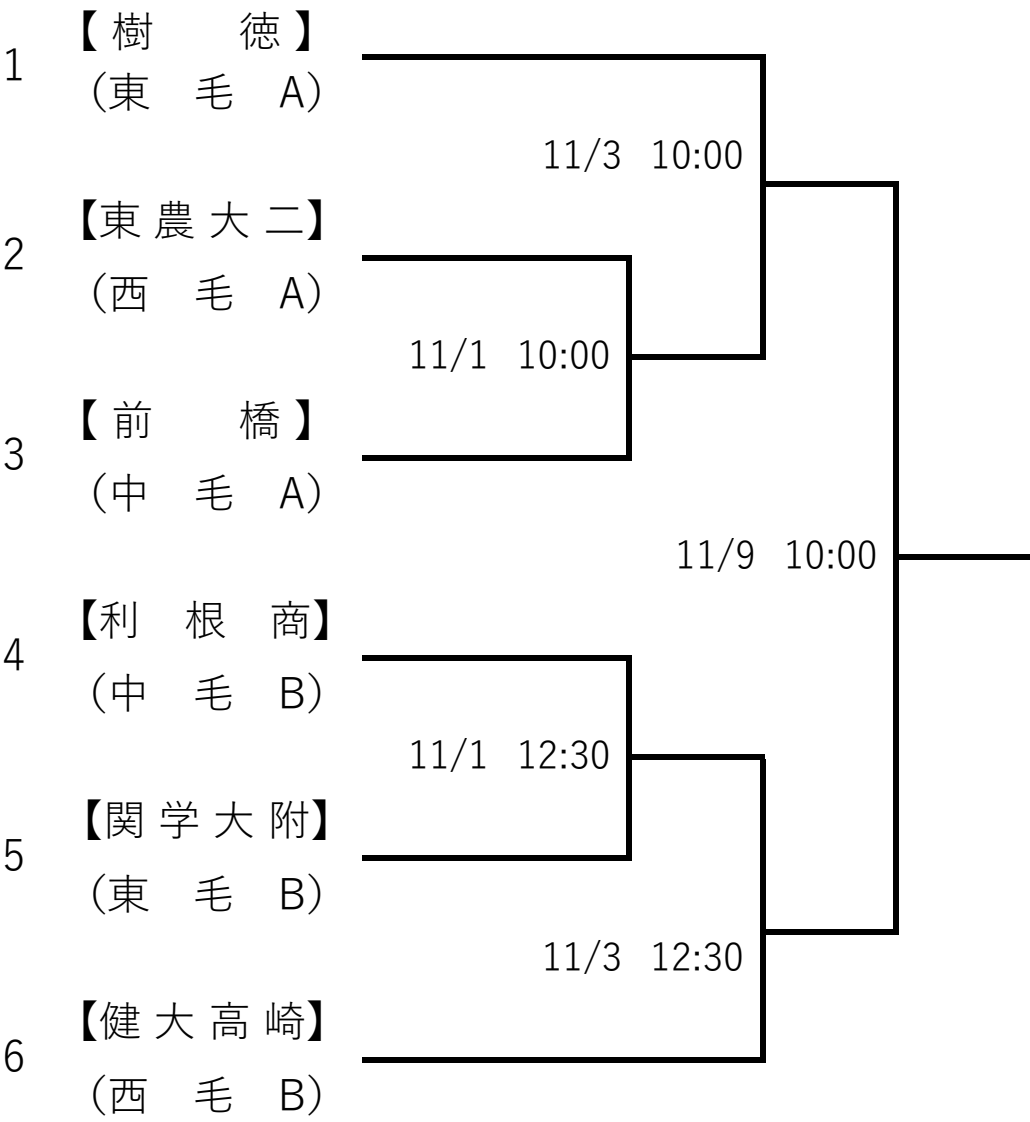 1
【樹　　徳】
（東　毛　A）
11/3　10:00
2
【東農大二】
（西　毛　A）
11/1　10:00
3
【前　　橋】
（中　毛　A）
11/9　10:00
4
【利　根　商】
（中　毛　B）
11/1　12:30
5
【関学大附】
（東　毛　B）
11/3　12:30
6
【健大高崎】
（西　毛　B）